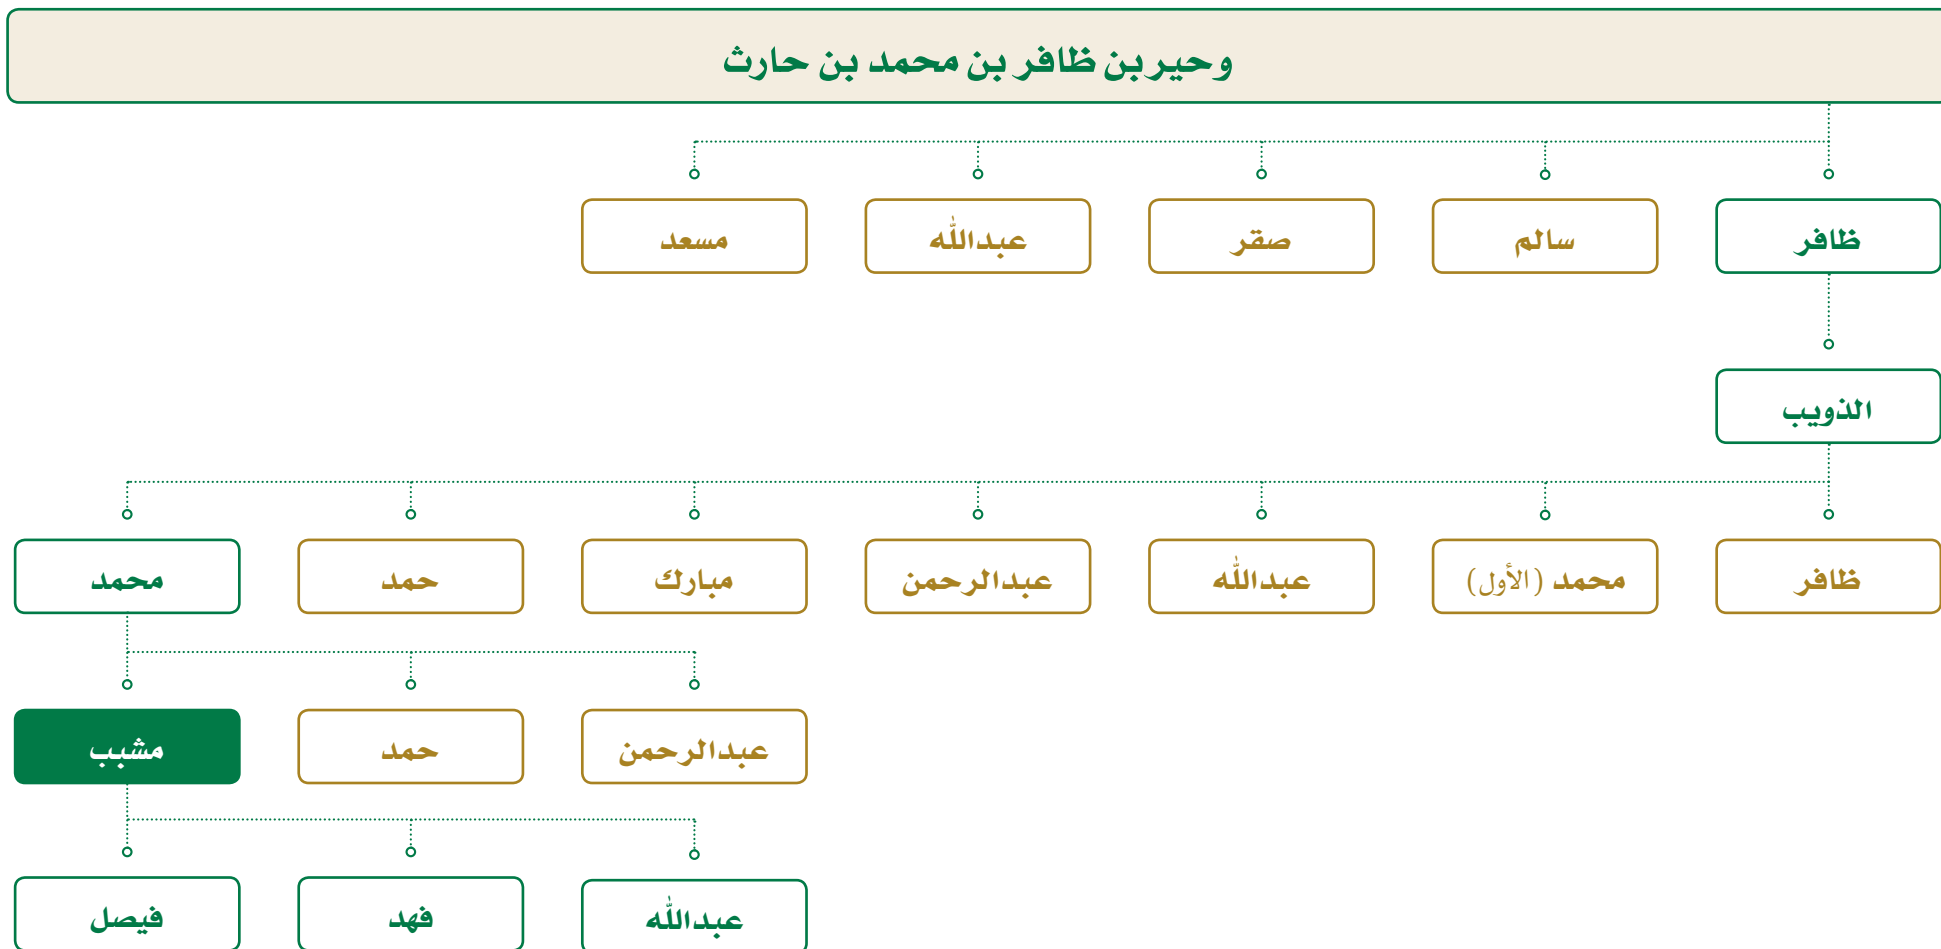 وحير بن ظافر بن محمد بن حارث
ظافر
سالم
صقر
عبدالله
مسعد
الذويب
ظافر
محمد (الأول)
عبدالله
عبدالرحمن
مبارك
حمد
محمد
عبدالرحمن
حمد
مشبب
عبدالله
فهد
فيصل